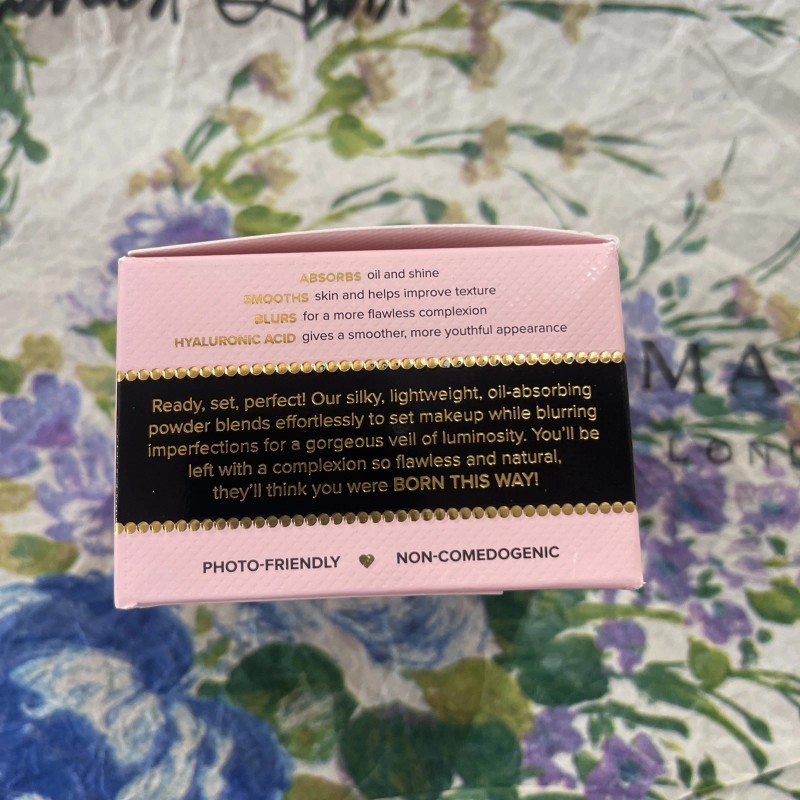 ABSORBS oil and shine
SMOOTHS skin and helps improve texture
BLURS for a more flawless complexion
HYALURONIC ACID gives a smoother, more youthful appearance
Ready, set, perfect! Our silky, lightweight, oil-absorbing
powder blends effortlessly to set makeup while blurring
imperfections for a gorgeous veil of luminosity. You'll be
left with a complexion so flawless and natural,
they'll think you were BORN THIS WAY!
PHOTO-FRIENDLY NON-COMEDOGENIC
MA
LON